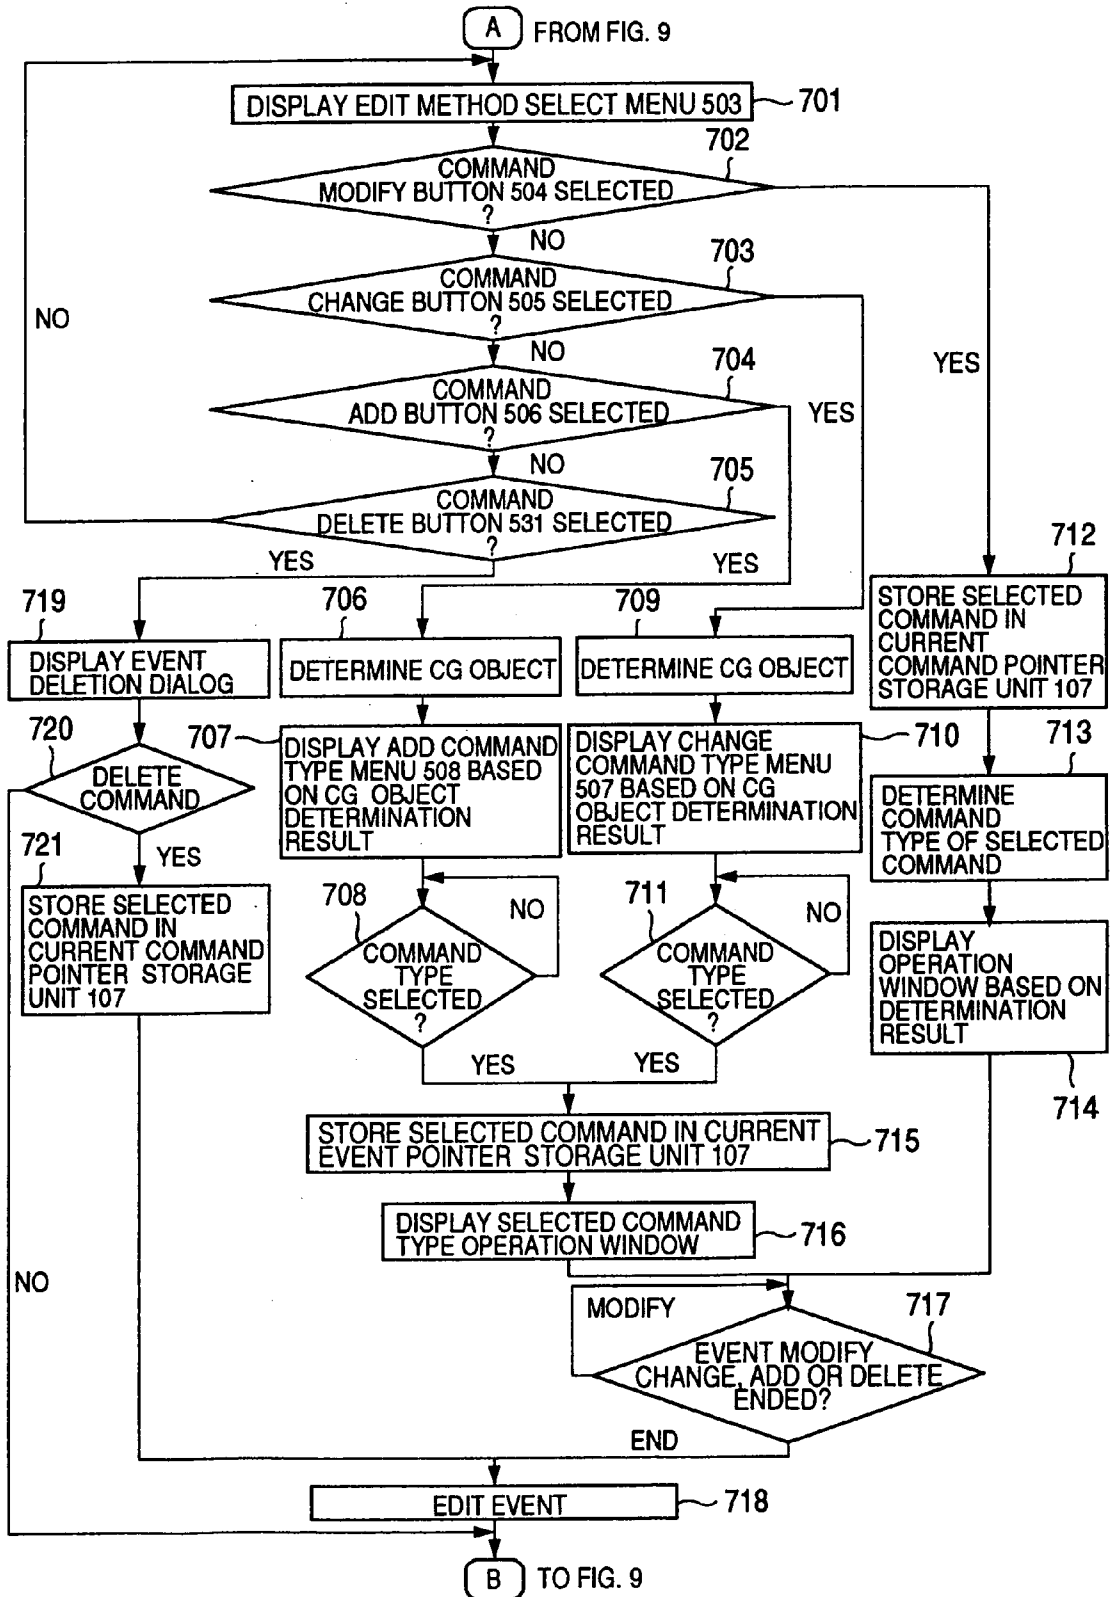 A FROM FIG. 9
DISPLAY EDIT METHOD SELECT MENU 503
701
702
COMMAND
MODIFY BUTTON 504 SELECTED
?
NO
703
COMMAND
CHANGE BUTTON 505 SELECTED
?
NO
NO
704
YES
COMMAND
ADD BUTTON 506 SELECTED
?
YES
NO
705
COMMAND
DELETE BUTTON 531 SELECTED
?
YES
YES
712
STORE SELECTED
COMMAND IN
CURRENT
COMMAND POINTER
STORAGE UNIT 107
719
DISPLAY EVENT
DELETION DIALOG
706
DETERMINE CG OBJECT
709
DETERMINE CG OBJECT
720
DELETE
COMMAND
707
DISPLAY ADD COMMAND
TYPE MENU 508 BASED
ON CG OBJECT
DETERMINATION
RESULT
DISPLAY CHANGE
COMMAND TYPE MENU
507 BASED ON CG
OBJECT DETERMINATION
RESULT
710
713
DETERMINE
COMMAND
TYPE OF SELECTED
COMMAND
721
YES
STORE SELECTED
COMMAND IN
CURRENT COMMAND
POINTER STORAGE
UNIT 107
708
NO
COMMAND
TYPE
SELECTED
?
711
NO
COMMAND
TYPE
SELECTED
?
DISPLAY
OPERATION
WINDOW BASED ON
DETERMINATION
RESULT
714
YES
YES
STORE SELECTED COMMAND IN CURRENT
EVENT POINTER STORAGE UNIT 107
715
DISPLAY SELECTED COMMAND
TYPE OPERATION WINDOW
716
NO
MODIFY
717
EVENT MODIFY
CHANGE, ADD OR DELETE
ENDED?
END
EDIT EVENT
718
B TO FIG. 9